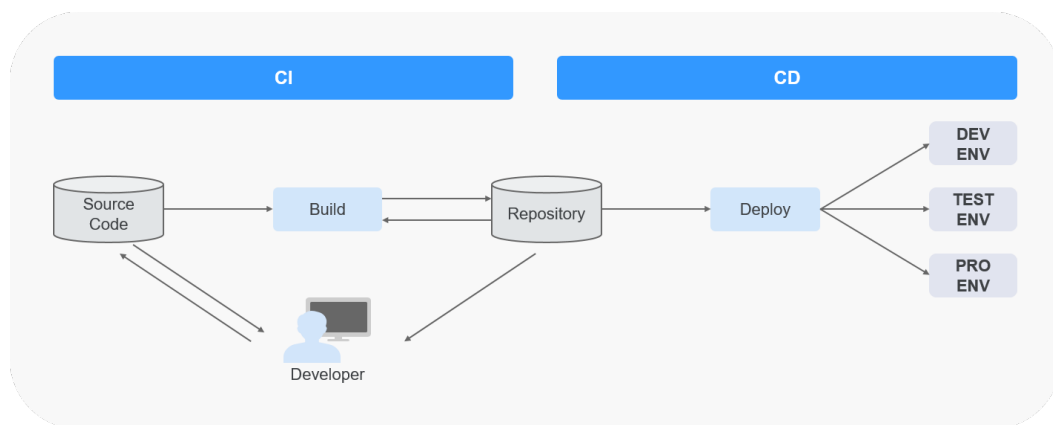 CI
CD
Source
Code
Build
Repository
Deploy
DEV
ENV
TEST
ENV
PRO
ENV
Developer